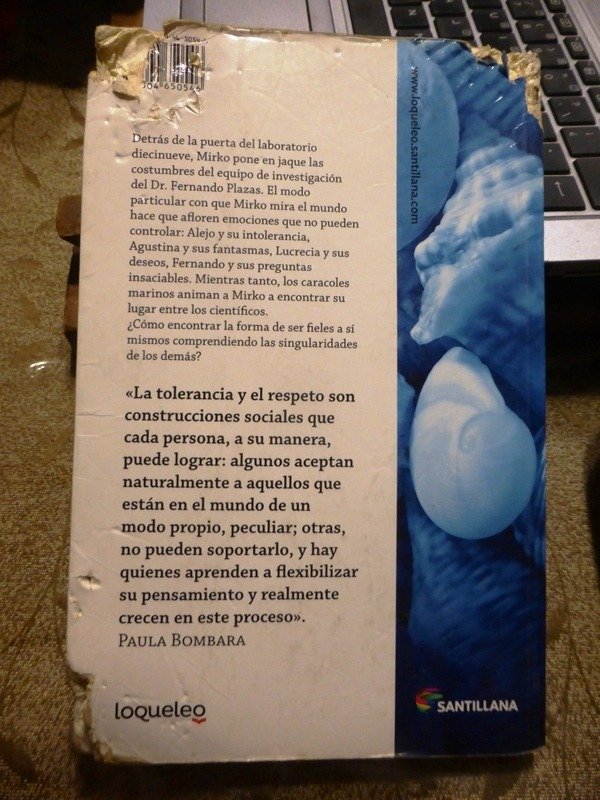 Detrás de la puerta del laboratorio
diecinueve, Mirko pone en jaque las
costumbres del equipo de investigación
del Dr. Fernando Plazas. El modo
particular con que Mirko mira el mundo
hace que afloren emociones que no pueden
controlar: Alejo y su intolerancia,
Agustina y sus fantasmas, Lucrecia y sus
deseos, Fernando y sus preguntas
insaciables. Mientras tanto, los caracoles
marinos animan a Mirko a encontrar su
lugar entre los científicos.
¿Cómo encontrar la forma de ser fieles a sí
mismos comprendiendo las singularidades
de los demás?
«La tolerancia y el respeto son
construcciones sociales que
cada persona, a su manera,
puede lograr: algunos aceptan
naturalmente a aquellos que
están en el mundo de un
modo propio, peculiar; otras,
no pueden soportarlo, y hay
quienes aprenden a flexibilizar
su pensamiento y realmente
crecen en este proceso».
PAULA BOMBARA
loqueleo
www.loqueleo.santillana.com
SANTILLANA